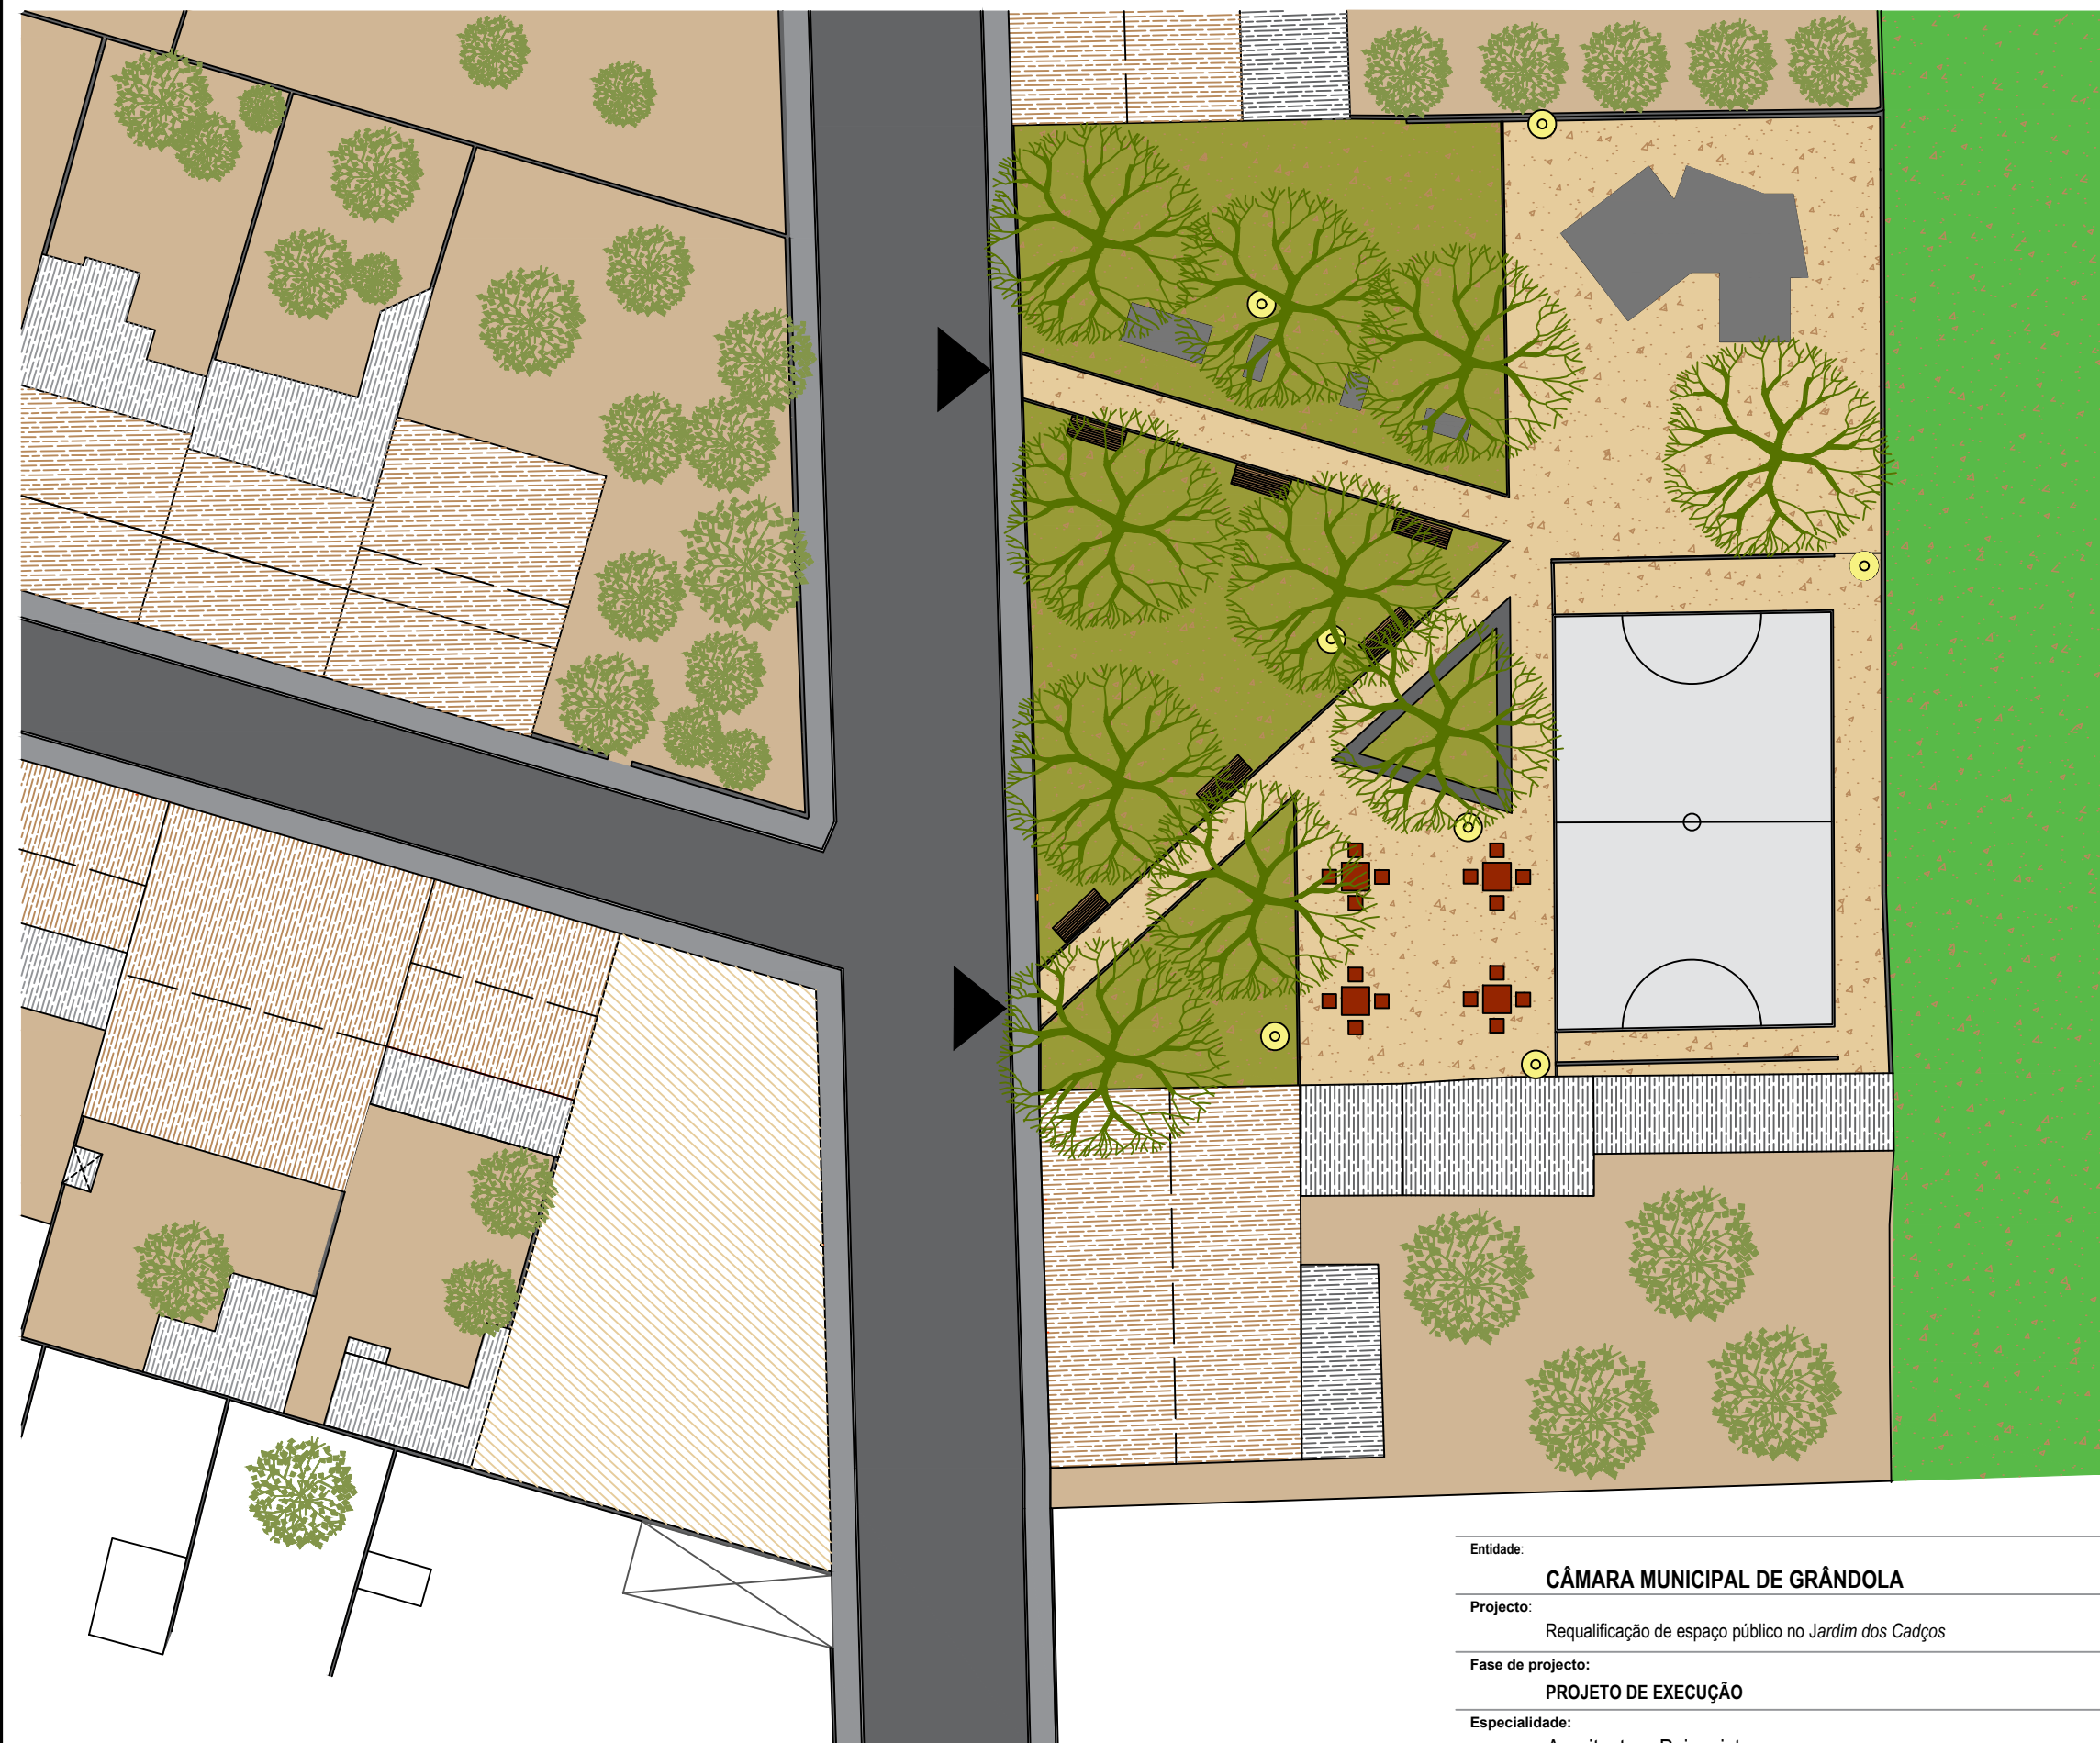 Entidade:
CÂMARA MUNICIPAL DE GRÂNDOLA
Projecto:
Requalificação de espaço público no Jardim dos Cadços
Fase de projecto:
PROJETO DE EXECUÇÃO
Especialidade: